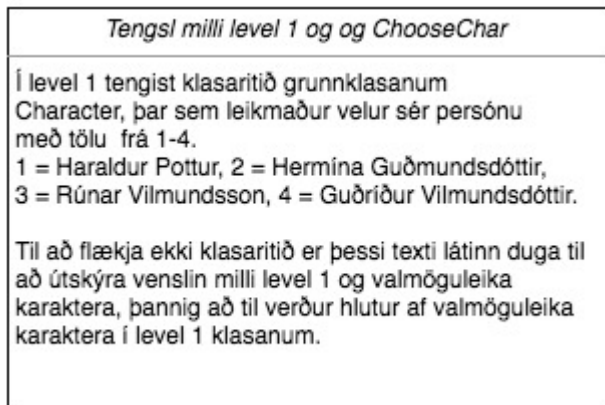 Tengsl milli level 1 og og ChooseChar
Í level 1 tengist klasaritið grunnklasanum
Character, þar sem leikmaður velur sér persónu
með tölu frá 1-4.
1 = Haraldur Pottur, 2 = Hermína Guðmundsdóttir,
3 = Rúnar Vilmundsson, 4 = Guðríður Vilmundsdóttir.
Til að flækja ekki klasaritið er þessi texti látinn duga til
að útskýra venslin milli level 1 og valmöguleika
karaktera, þannig að til verður hlutur af valmöguleika
karaktera í level 1 klasanum.